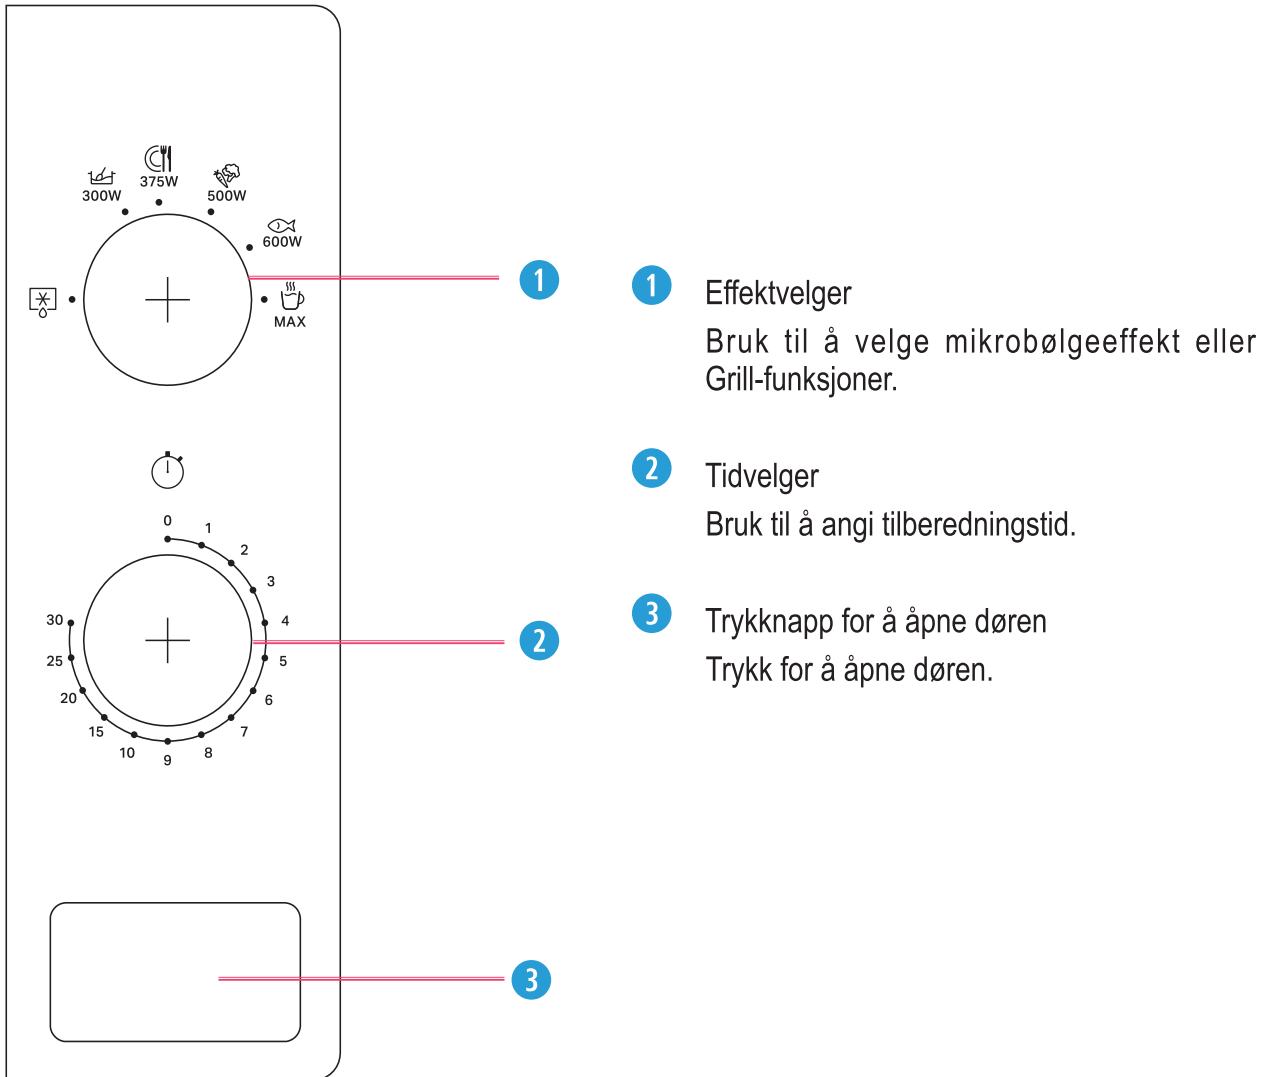 375W
300W
500W
600W
MAX
1
0
1
2
3
4
5
6
7
8
9
10
15
20
25
30
2
3
1 Effektvelger
Bruk til å velge mikrobølgeeffekt eller
Grill-funksjoner.
2 Tidvelger
Bruk til å angi tilberedningstid.
3 Trykknapp for å åpne døren
Trykk for å åpne døren.